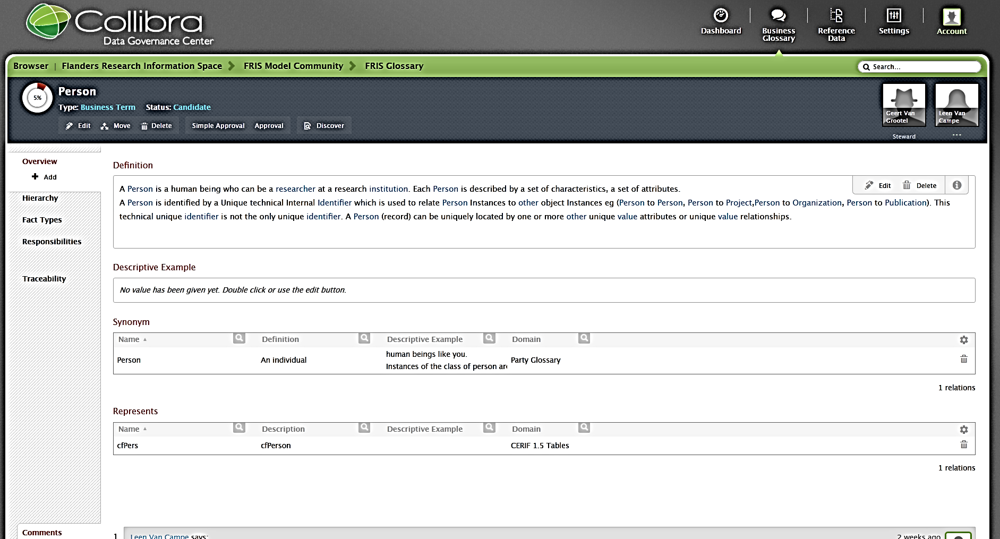 Collibra
Data Governance Center
Dashboard
Business Glossary
Reference Data
Settings
Account
Browser | Flanders Research Information Space FRIS Model Community FRIS Glossary
Search...
5%
Person
Type: Business Term Status: Candidate
Edit Move Delete Simple Approval Approval Discover
Geert Van Grootel
Steward
Leen Van Campe
...
Overview
Add
Hierarchy
Fact Types
Responsibilities
Traceability
Comments
Definition
Edit Delete
A Person is a human being who can be a researcher at a research institution. Each Person is described by a set of characteristics, a set of attributes.
A Person is identified by a Unique technical Internal Identifier which is used to relate Person Instances to other object Instances eg (Person to Person, Person to Project,Person to Organization, Person to Publication). This
technical unique identifier is not the only unique identifier. A Person (record) can be uniquely located by one or more other unique value attributes or unique value relationships.
Descriptive Example
No value has been given yet. Double click or use the edit button.
Synonym
Name Definition Descriptive Example Domain
Person An individual human beings like you. Party Glossary
Instances of the class of person are
1 relations
Represents
Name Description Descriptive Example Domain
cfPers cfPerson CERIF 1.5 Tables
1 relations
1 Leen Van Campe says: 2 weeks ago